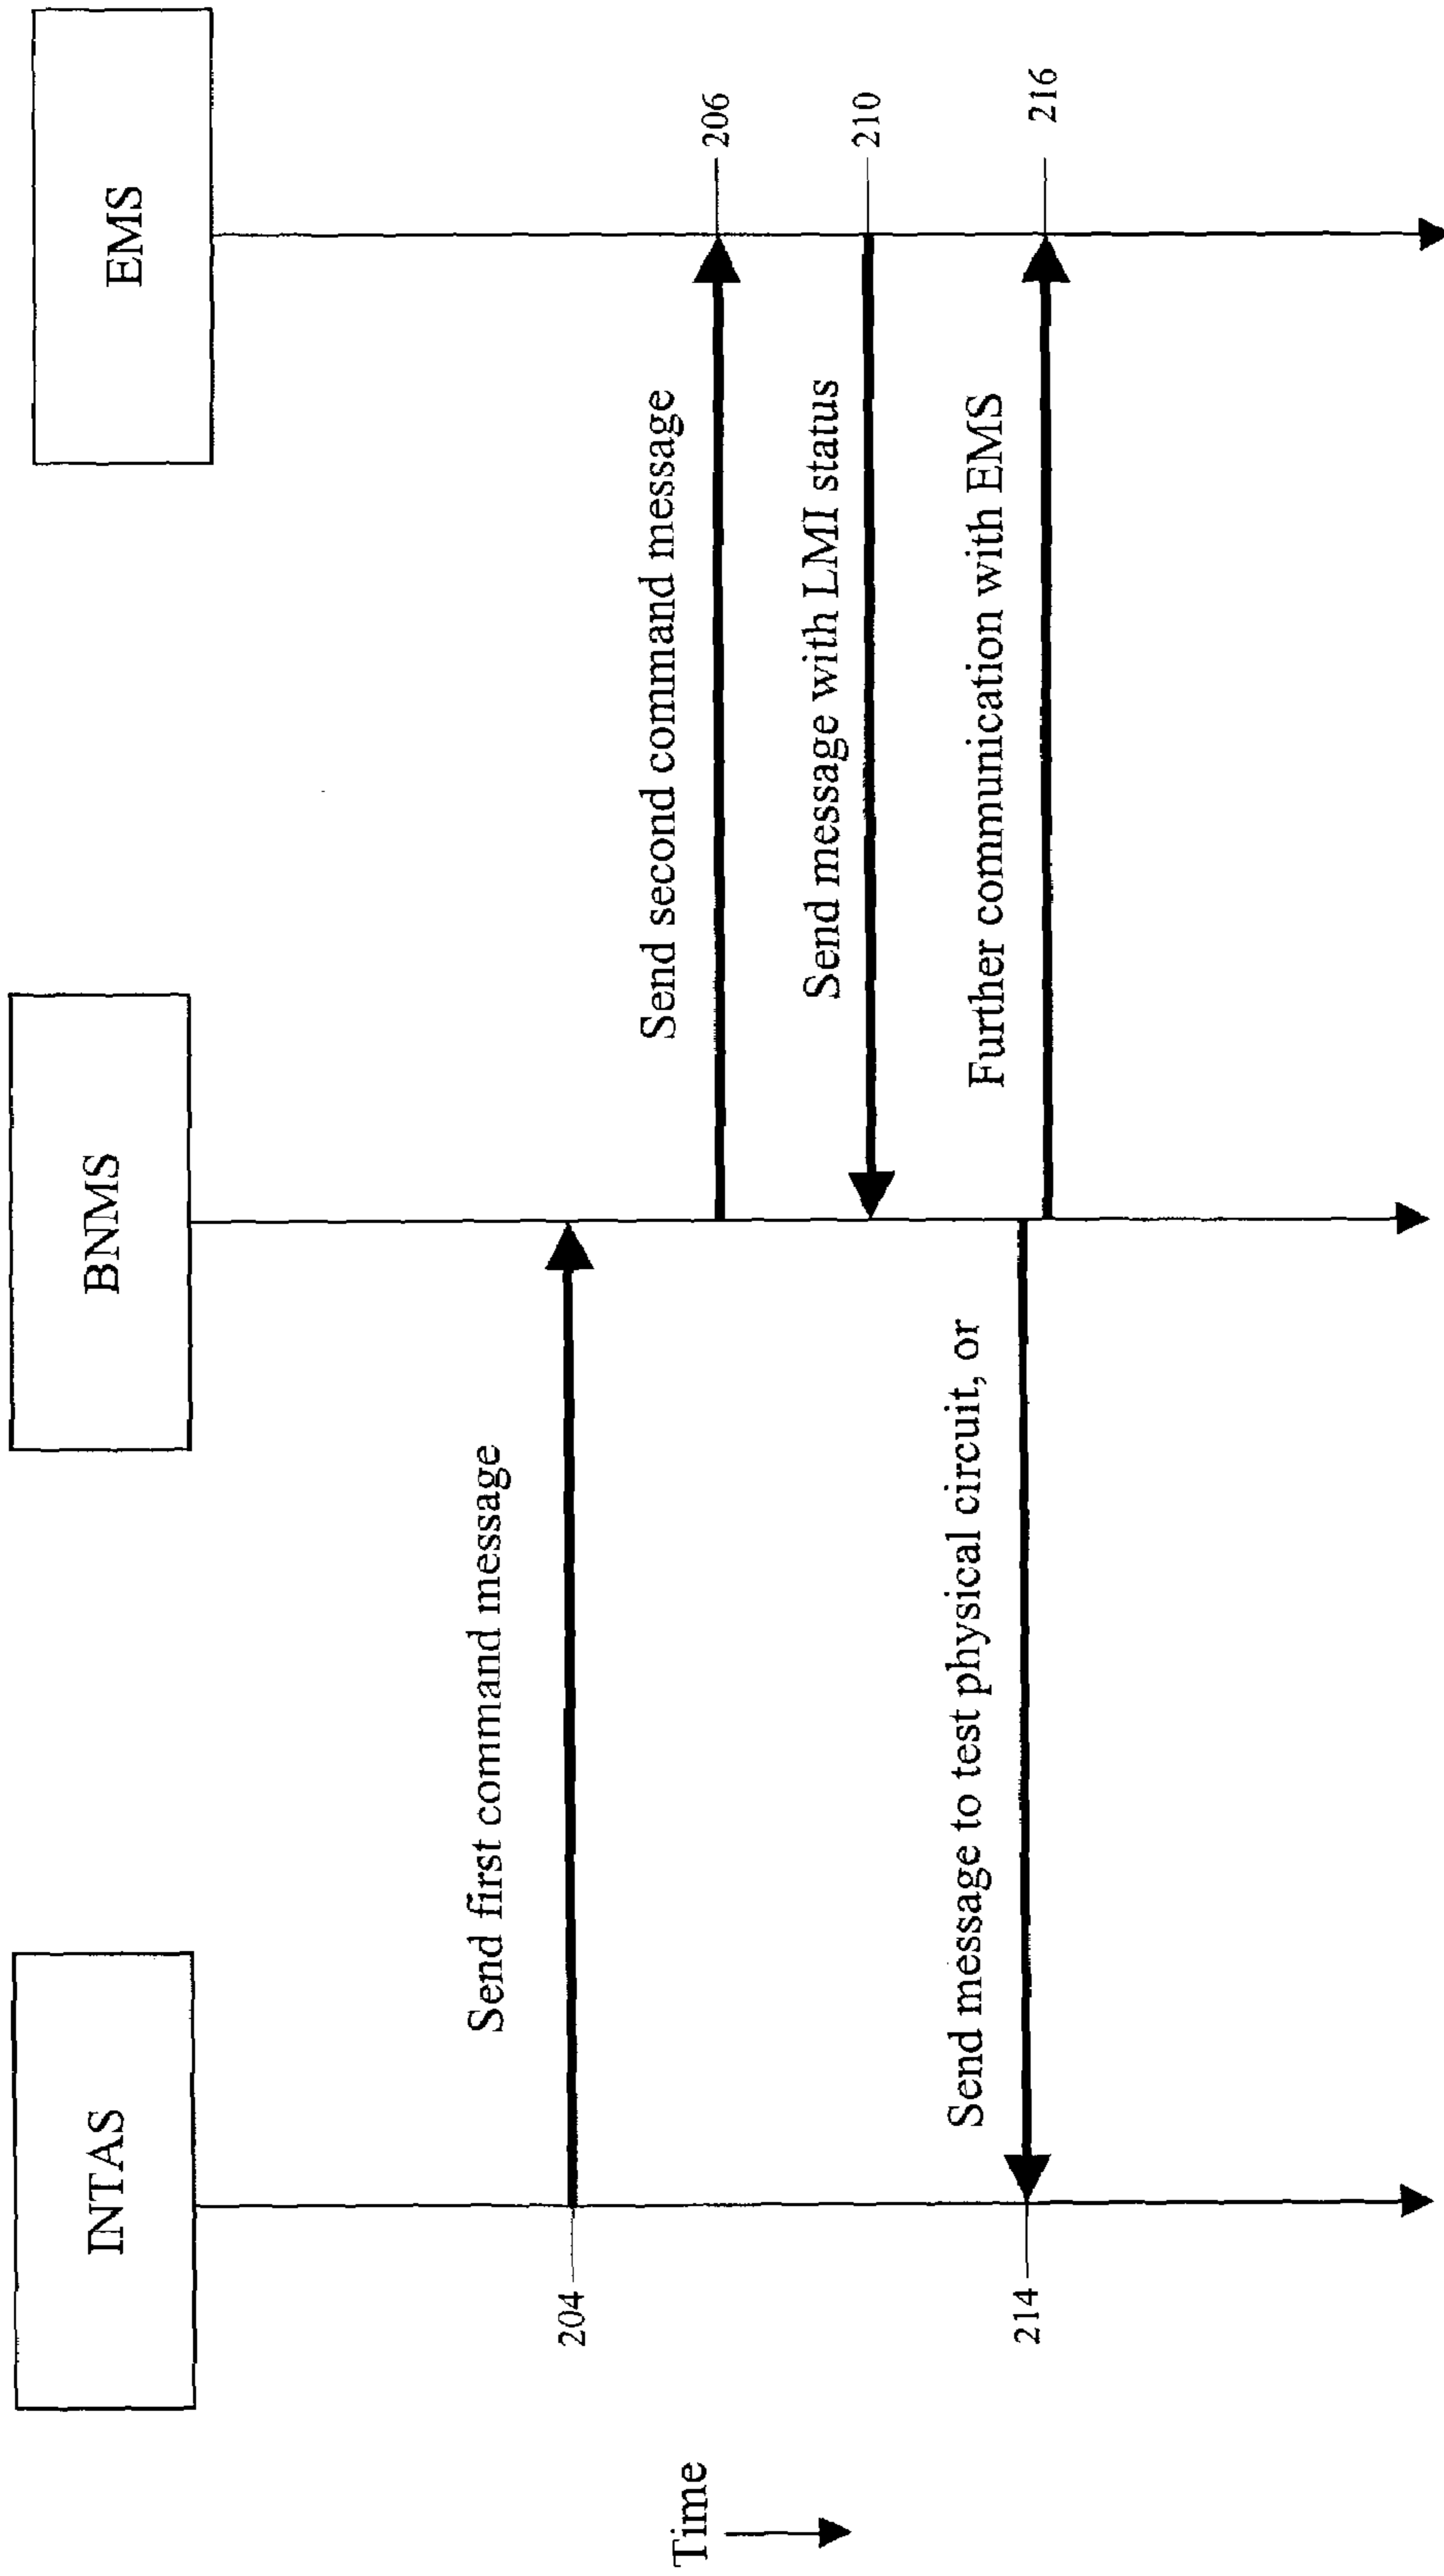 INTAS
BNMS
EMS
Time
204
Send first command message
Send second command message
206
Send message with LMI status
210
214
Send message to test physical circuit, or
Further communication with EMS
216